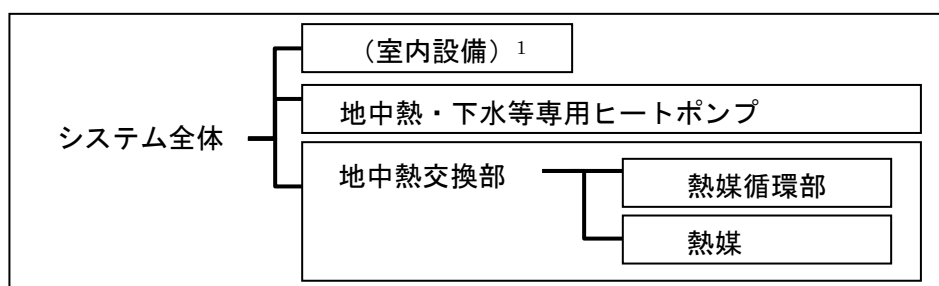 （室内設備）1
地中熱・下水等専用ヒートポンプ
システム全体
地中熱交換部
熱媒循環部
熱媒